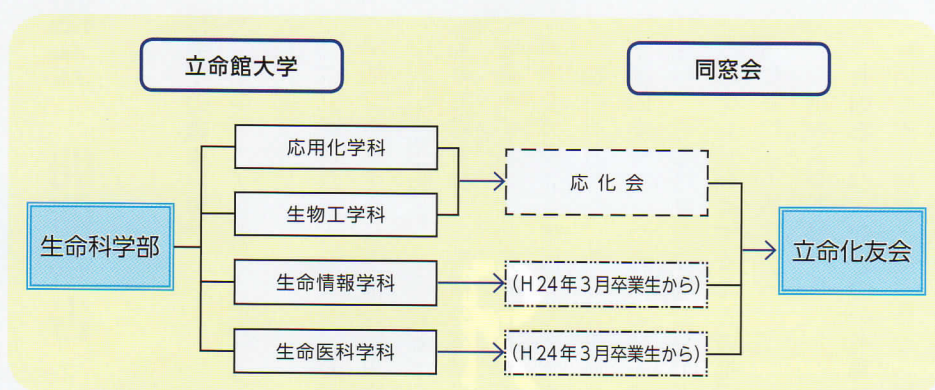 立命館大学
同窓会
生命科学部
応用化学科
生物工学科
生命情報学科
生命医科学科
応化会
(H24年3月卒業生から)
(H24年3月卒業生から)
立命化友会